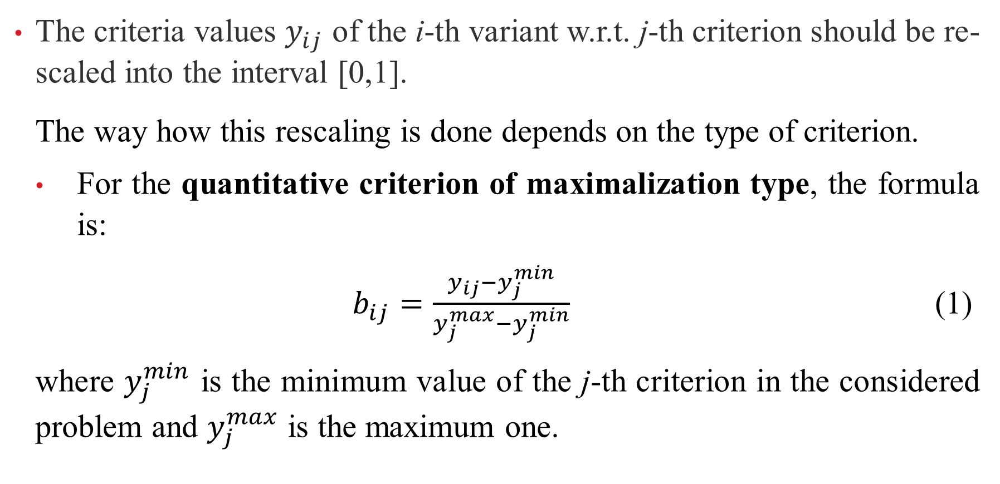 • The criteria values y_{ij} of the i-th variant w.r.t. j-th criterion should be re-
scaled into the interval [0,1].
The way how this rescaling is done depends on the type of criterion.
• For the quantitative criterion of maximalization type, the formula
is:
b_{ij} = \frac{y_{ij}-y_j^{min}}{y_j^{max}-y_j^{min}} (1)
where y_j^{min} is the minimum value of the j-th criterion in the considered
problem and y_j^{max} is the maximum one.